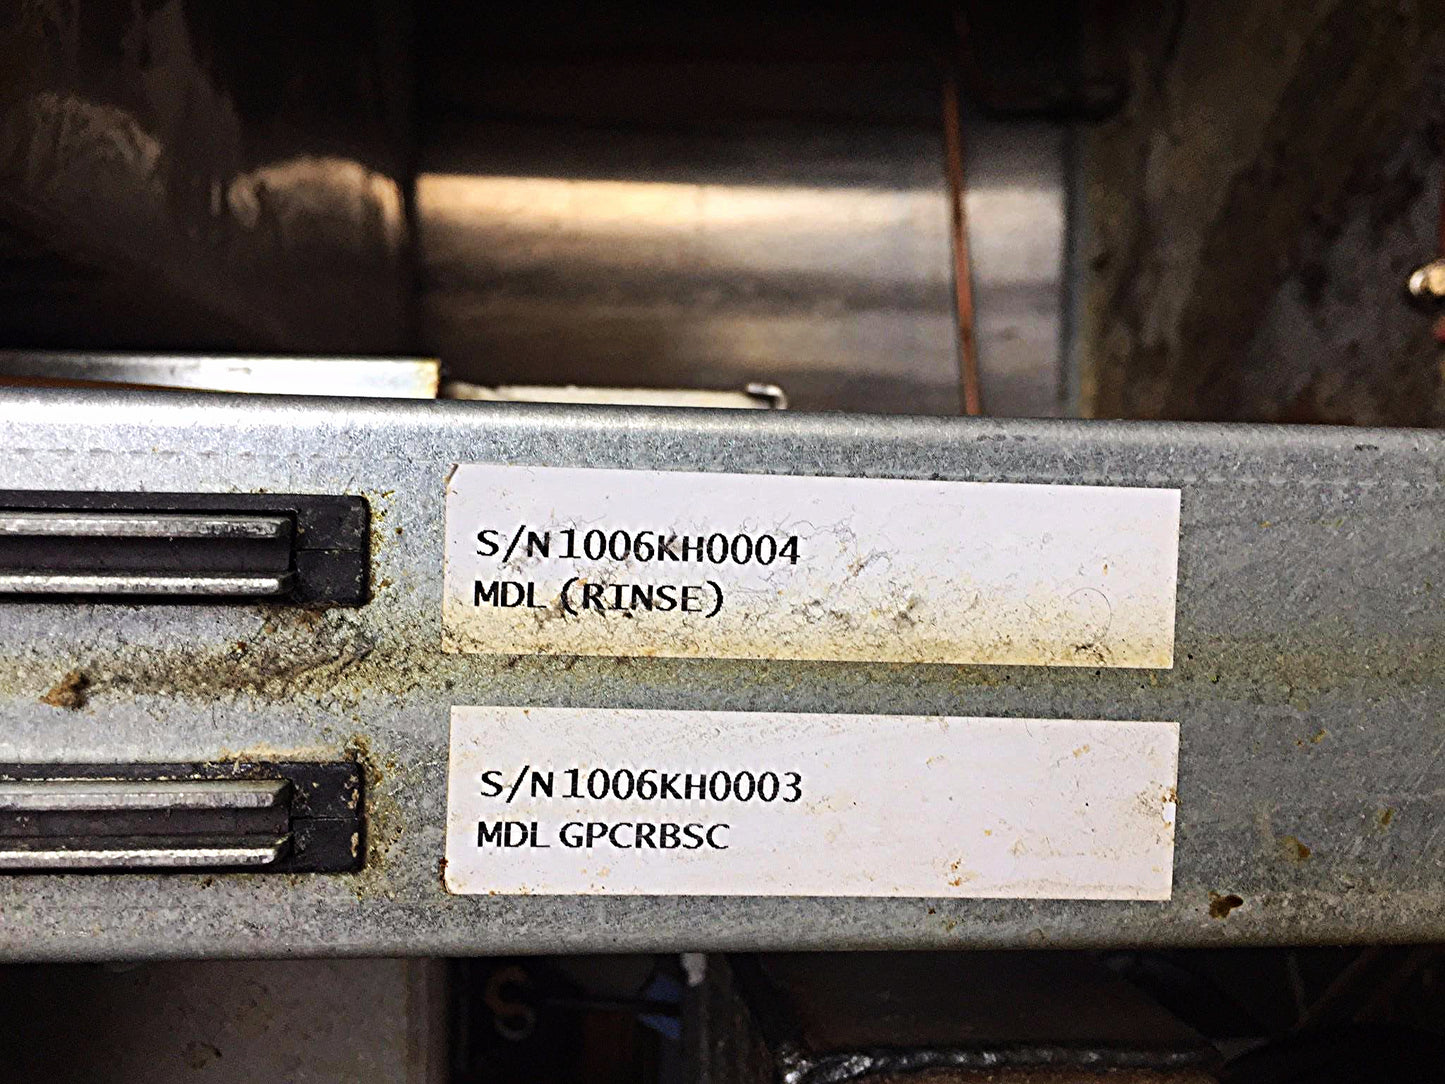 S/N 1006KH0004
MDL (RINSE)
S/N 1006KH0003
MDL GPCRBSC